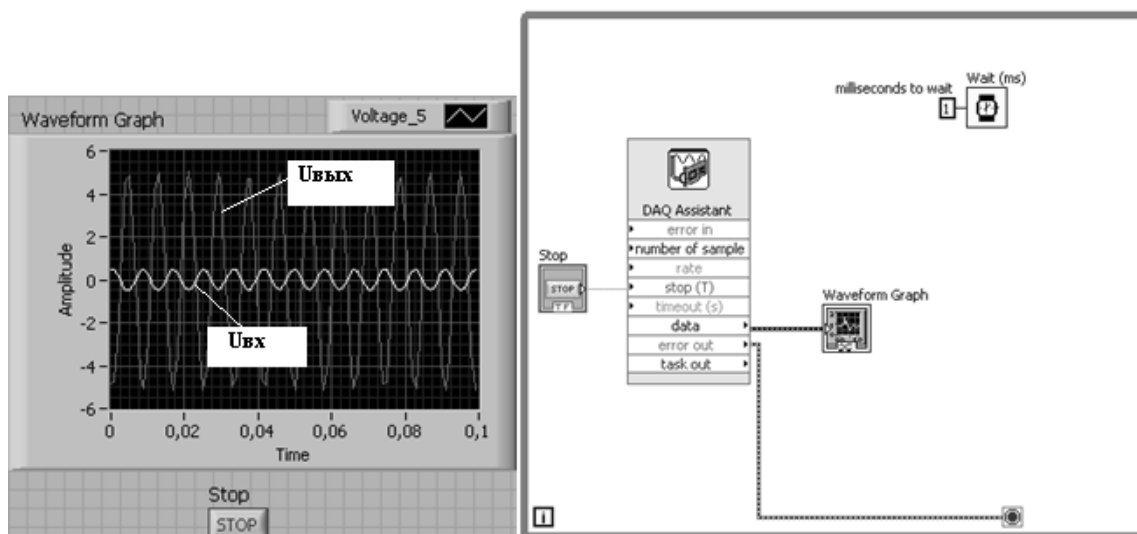 Waveform Graph
Voltage_5
6
4
2
0
-2
-4
-6
Amplitude
Uвых
Uвх
0
0,02
0,04
0,06
0,08
0,1
Time
Stop
STOP
milliseconds to wait
1
Wait (ms)
DAQ Assistant
error in
number of sample
rate
stop (T)
timeout (s)
data
error out
task out
Stop
STOP
TF
Waveform Graph
i